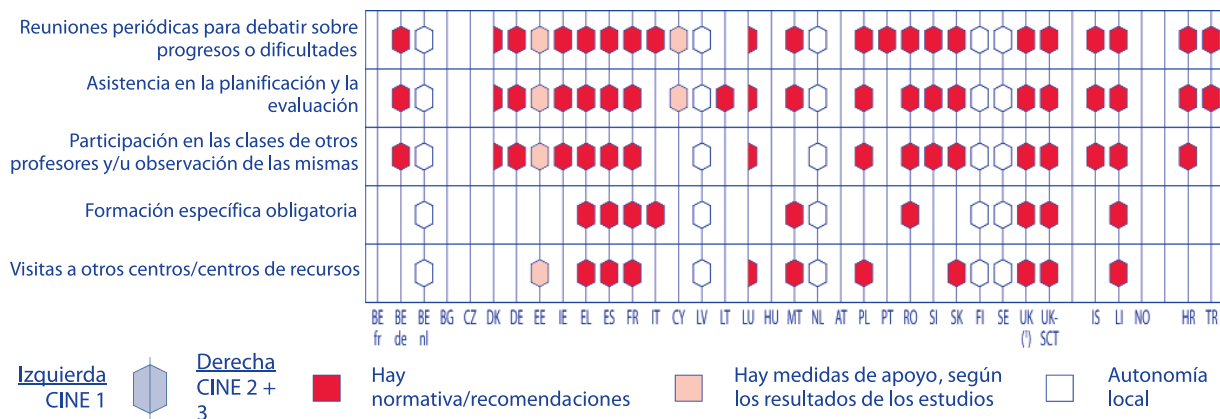 Reuniones periódicas para debatir sobre
progresos o dificultades
Asistencia en la planificación y la
evaluación
Participación en las clases de otros
profesores y/u observación de las mismas
Formación específica obligatoria
Visitas a otros centros/centros de recursos
BE BE BE BG CZ DK DE EE IE EL ES FR IT CY LV LT LU HU MT NL AT PL PT RO SI SK FI SE UK UK- IS LI NO HR TR
fr de nl (¹) SCT
Izquierda
CINE 1
Derecha
CINE 2 +
3
Hay
normativa/recomendaciones
Hay medidas de apoyo, según
los resultados de los estudios
Autonomía
local